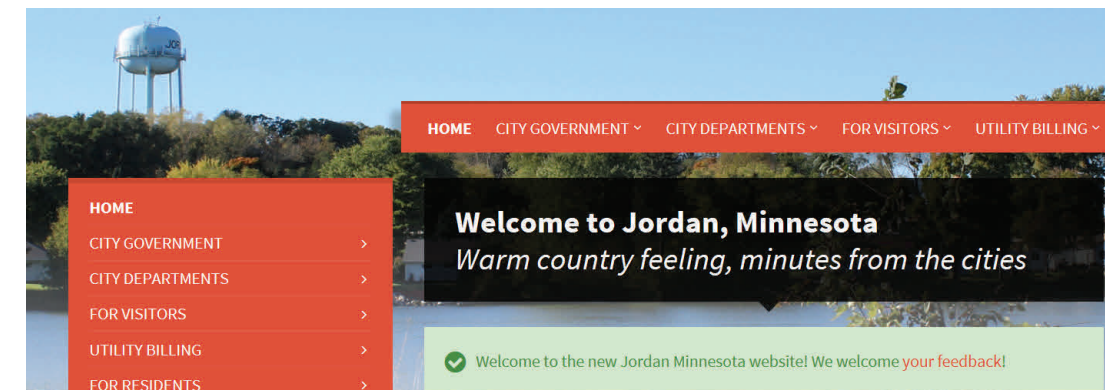 JOR
HOME CITY GOVERNMENT CITY DEPARTMENTS FOR VISITORS UTILITY BILLING
HOME
CITY GOVERNMENT
CITY DEPARTMENTS
FOR VISITORS
UTILITY BILLING
FOR RESIDENTS
Welcome to Jordan, Minnesota
Warm country feeling, minutes from the cities
Welcome to the new Jordan Minnesota website! We welcome your feedback!